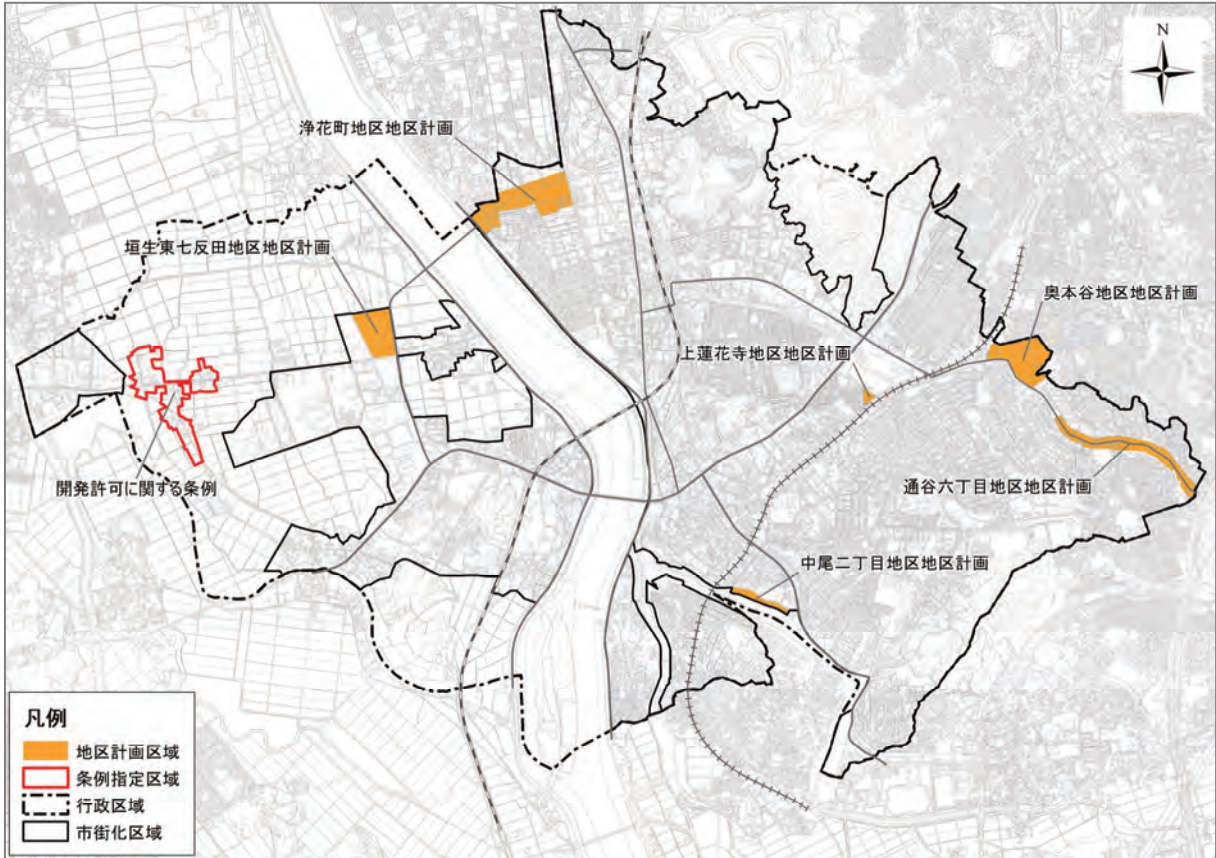 N
浄花町地区地区計画
垣生東七反田地区地区計画
奥本谷地区地区計画
上蓮花寺地区地区計画
開発許可に関する条例
通谷六丁目地区地区計画
中尾二丁目地区地区計画
凡例
地区計画区域
条例指定区域
行政区域
市街化区域